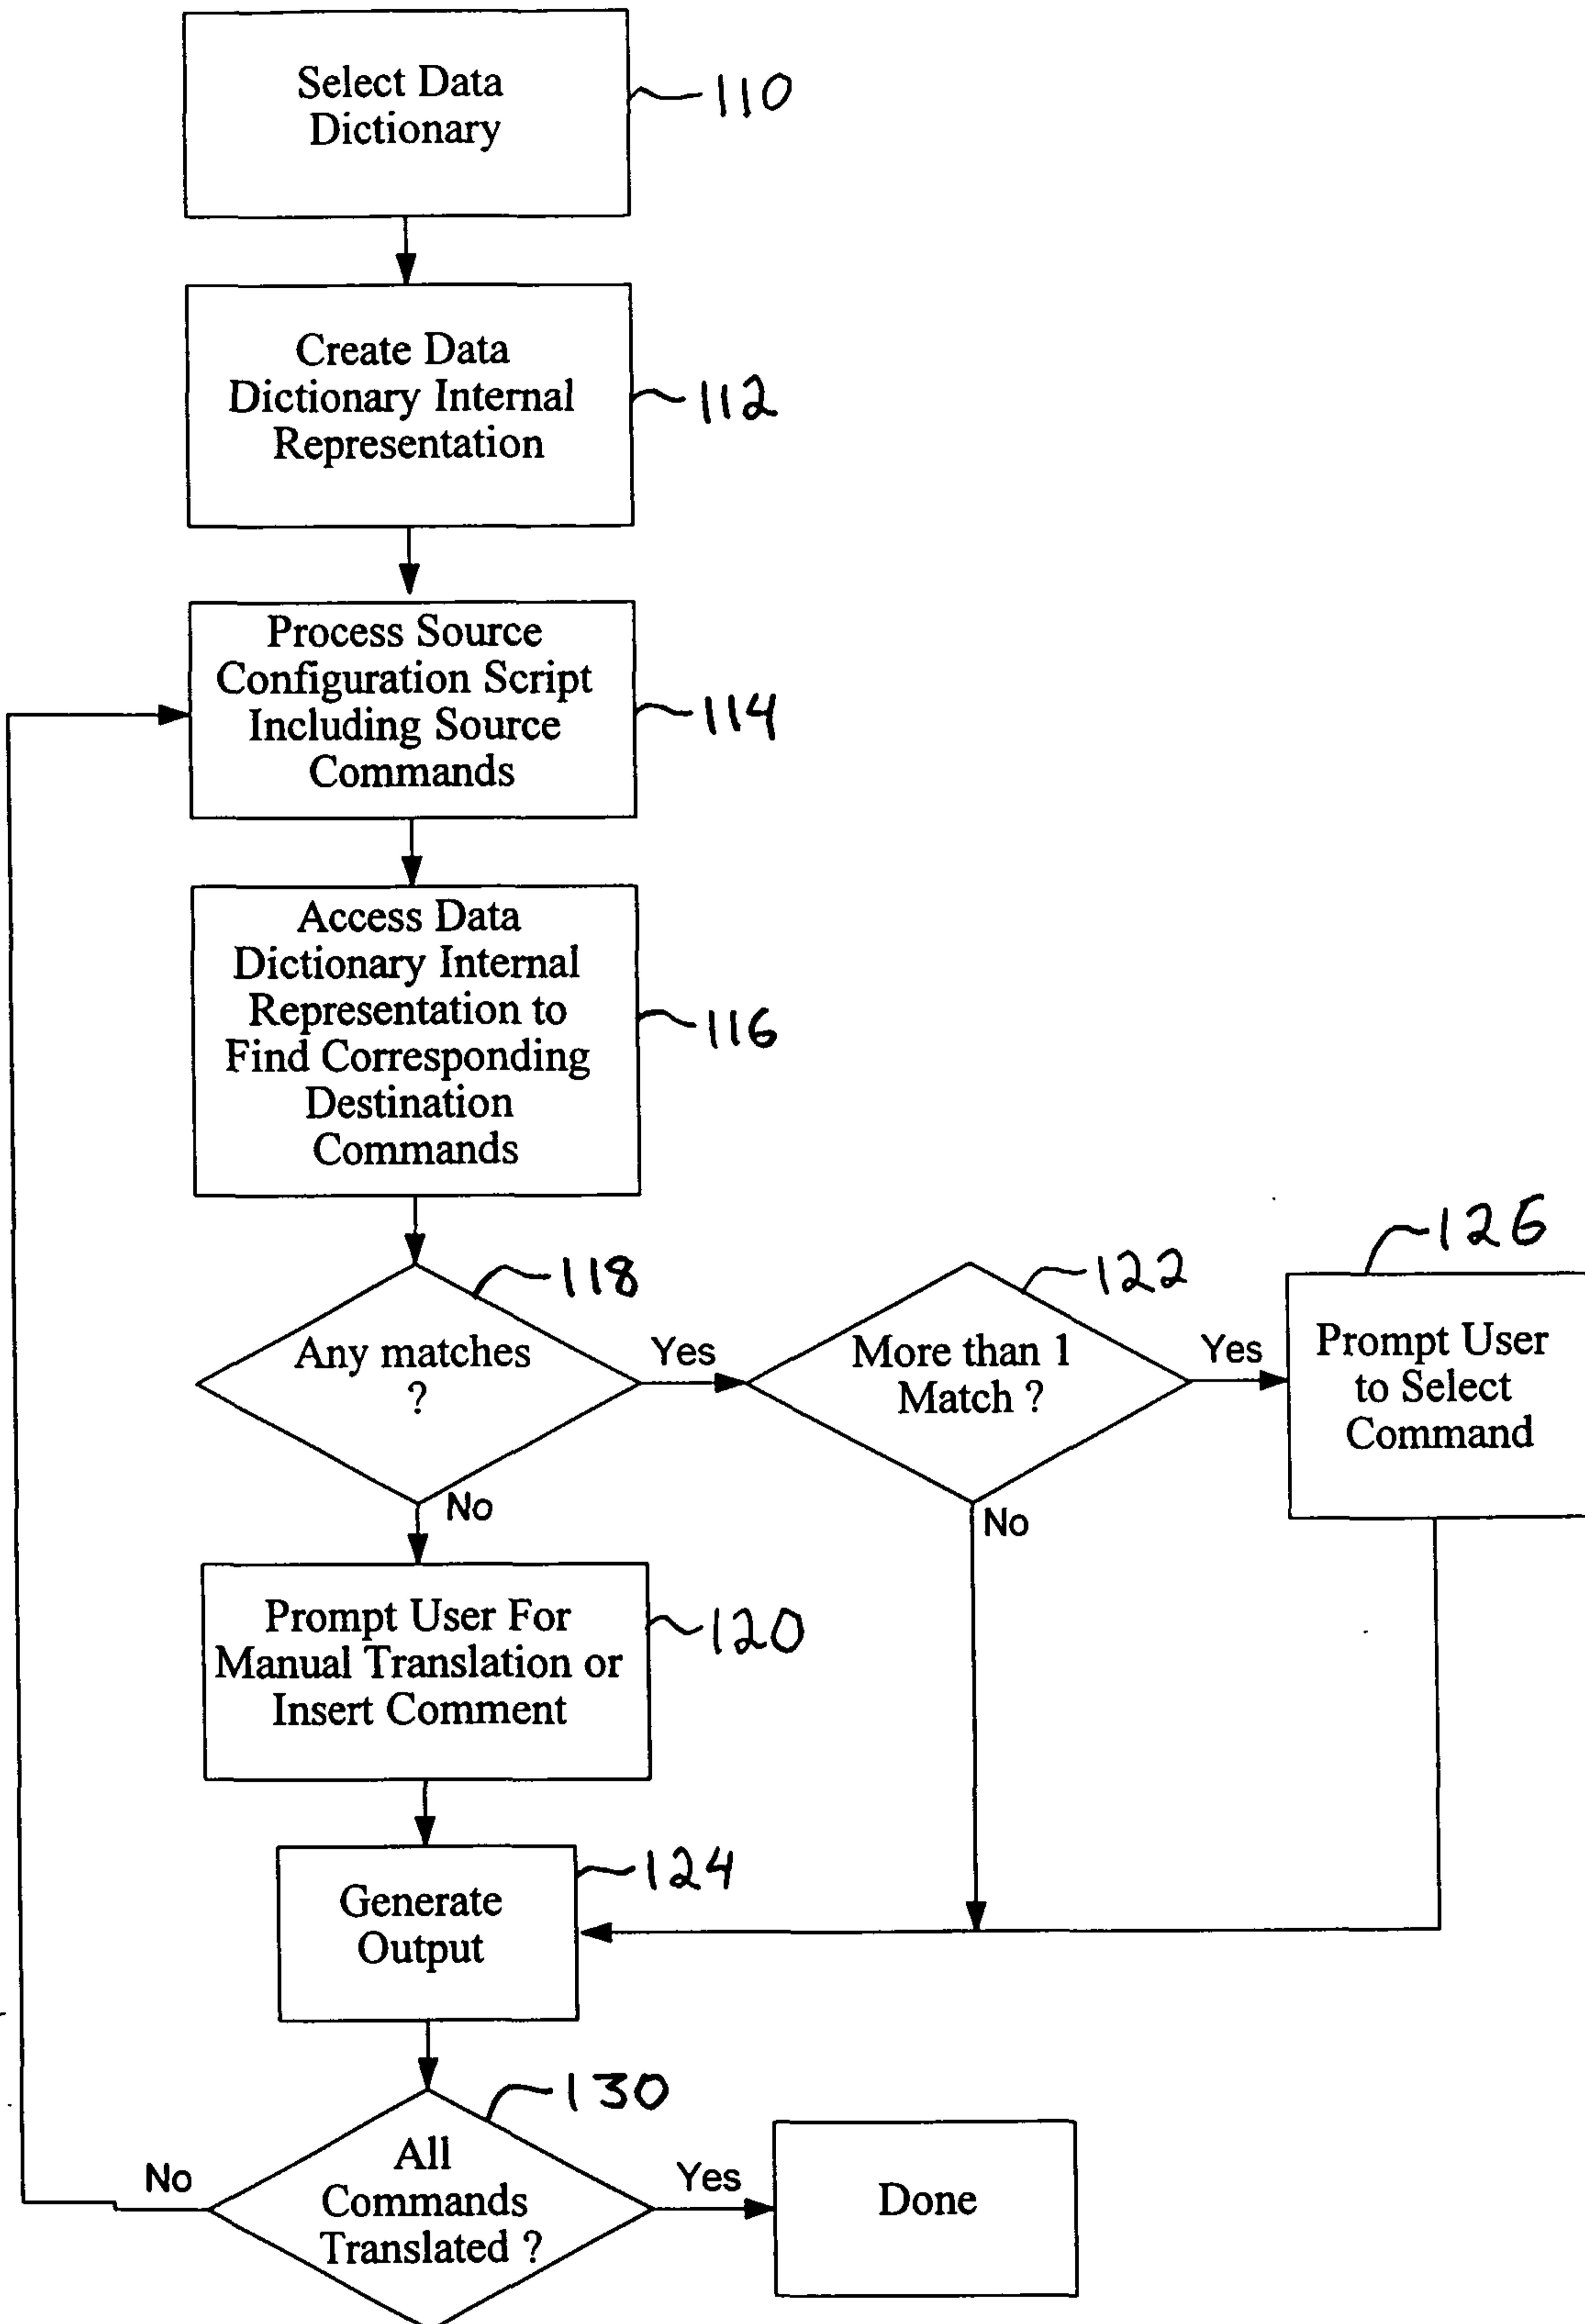 Select Data
Dictionary
110
Create Data
Dictionary Internal
Representation
112
Process Source
Configuration Script
Including Source
Commands
114
Access Data
Dictionary Internal
Representation to
Find Corresponding
Destination
Commands
116
Any matches
?
118
Yes
No
More than 1
Match ?
122
Yes
No
Prompt User
to Select
Command
126
Prompt User For
Manual Translation or
Insert Comment
120
Generate
Output
124
All
Commands
Translated ?
130
No
Yes
Done